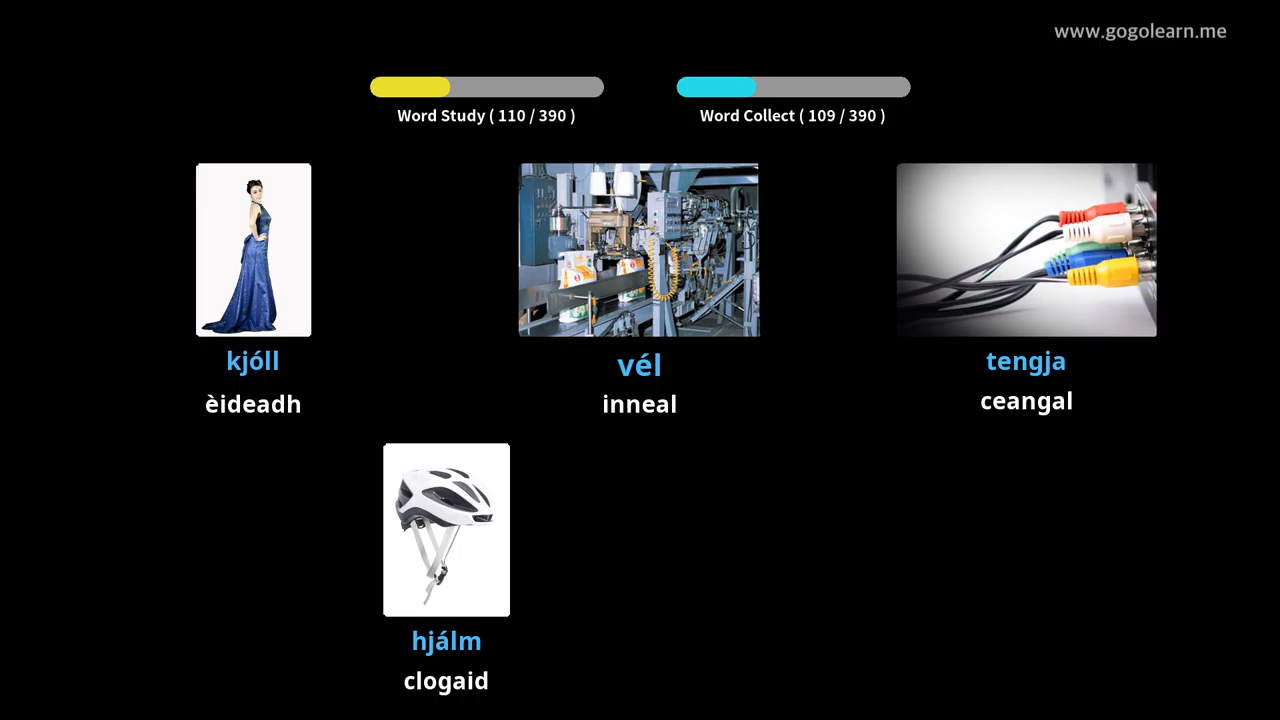 www.gogolearn.me
Word Study ( 110 / 390 )
Word Collect ( 109 / 390 )
kjóll
èideadh
vél
inneal
tengja
ceangal
hjálm
clogaid